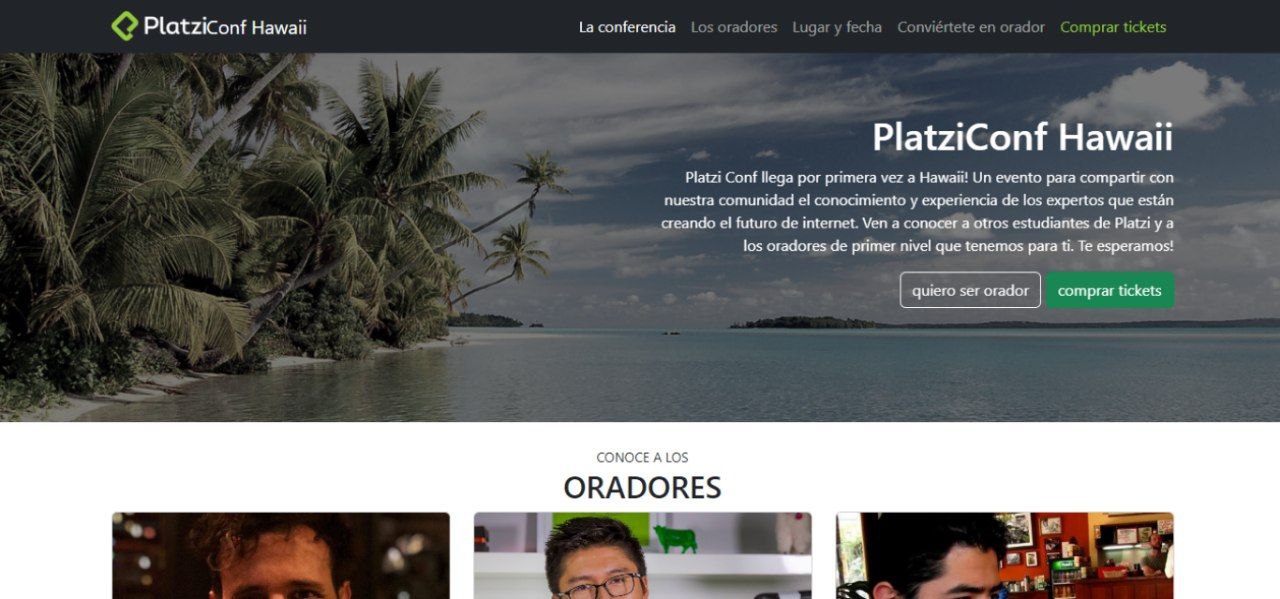 PlatziConf Hawaii
La conferencia Los oradores Lugar y fecha Conviértete en orador Comprar tickets
PlatziConf Hawaii
Platzi Conf llega por primera vez a Hawaii! Un evento para compartir con
nuestra comunidad el conocimiento y experiencia de los expertos que están
creando el futuro de internet. Ven a conocer a otros estudiantes de Platzi y a
los oradores de primer nivel que tenemos para ti. Te esperamos!
quiero ser orador comprar tickets
CONOCE A LOS
ORADORES